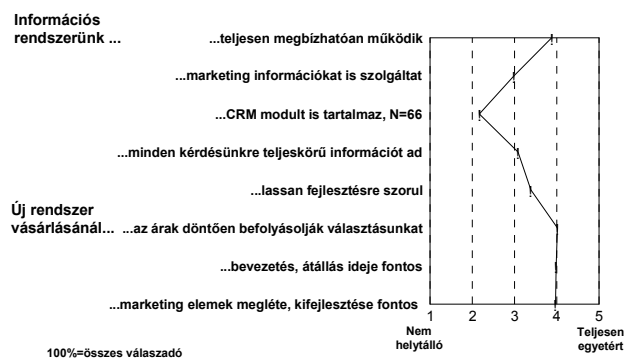 Információs
rendszerünk ...
...teljesen megbízhatóan működik
...marketing információkat is szolgáltat
...CRM modult is tartalmaz, N=66
...minden kérdésünkre teljeskörű információt ad
...lassan fejlesztésre szorul
Új rendszer
vásárlásánál... ...az árak döntően befolyásolják választásunkat
...bevezetés, átállás ideje fontos
...marketing elemek megléte, kifejlesztése fontos
1 2 3 4 5
Nem
helytálló
Teljesen
egyetért
100%=összes válaszadó